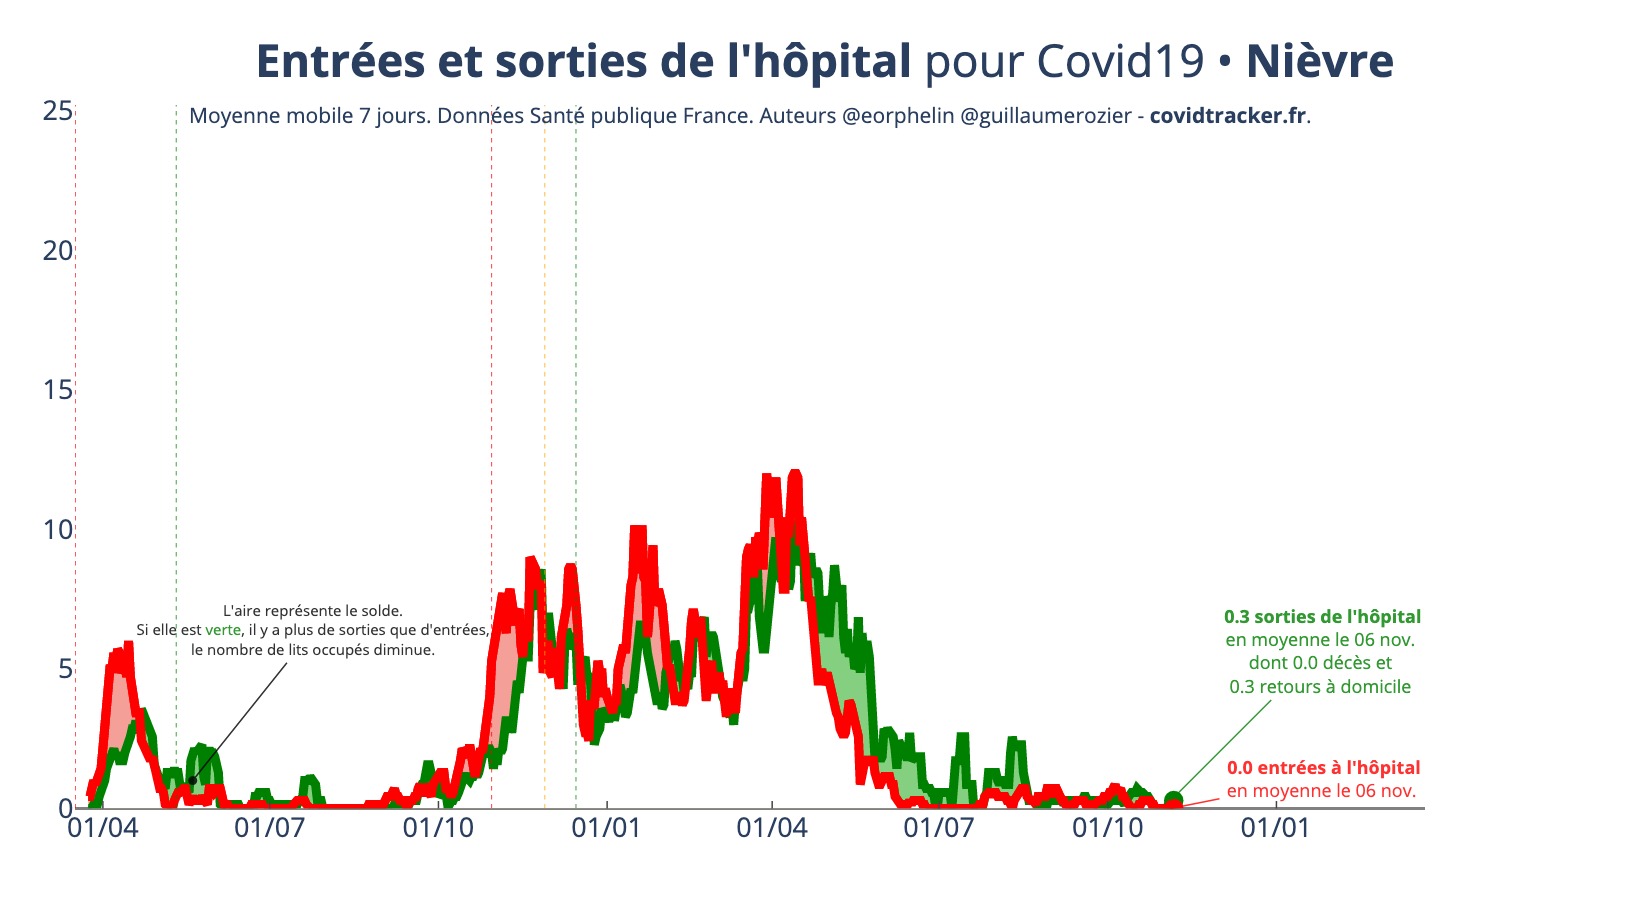 Entrées et sorties de l'hôpital pour Covid19 • Nièvre
Moyenne mobile 7 jours. Données Santé publique France. Auteurs @eorphelin @guillaumerozier - covidtracker.fr.
25
20
15
10
5
0
L'aire représente le solde.
Si elle est verte, il y a plus de sorties que d'entrées,
le nombre de lits occupés diminue.
0.3 sorties de l'hôpital
en moyenne le 06 nov.
dont 0.0 décès et
0.3 retours à domicile
0.0 entrées à l'hôpital
en moyenne le 06 nov.
01/04 01/07 01/10 01/01 01/04 01/07 01/10 01/01